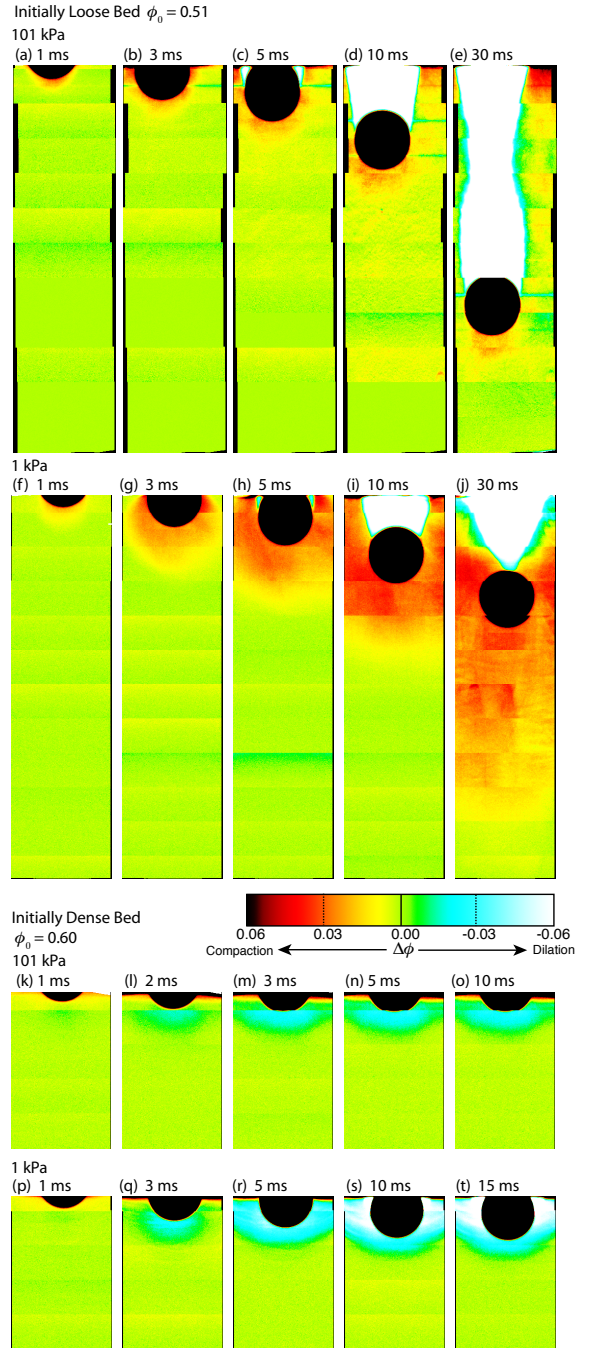 Initially Loose Bed ϕ₀ = 0.51
101 kPa
(a) 1 ms (b) 3 ms (c) 5 ms (d) 10 ms (e) 30 ms
1 kPa
(f) 1 ms (g) 3 ms (h) 5 ms (i) 10 ms (j) 30 ms
0.06 0.03 0.00 -0.03 -0.06
Compaction Δϕ Dilation
Initially Dense Bed
ϕ₀ = 0.60
101 kPa
(k) 1 ms (l) 2 ms (m) 3 ms (n) 5 ms (o) 10 ms
1 kPa
(p) 1 ms (q) 3 ms (r) 5 ms (s) 10 ms (t) 15 ms